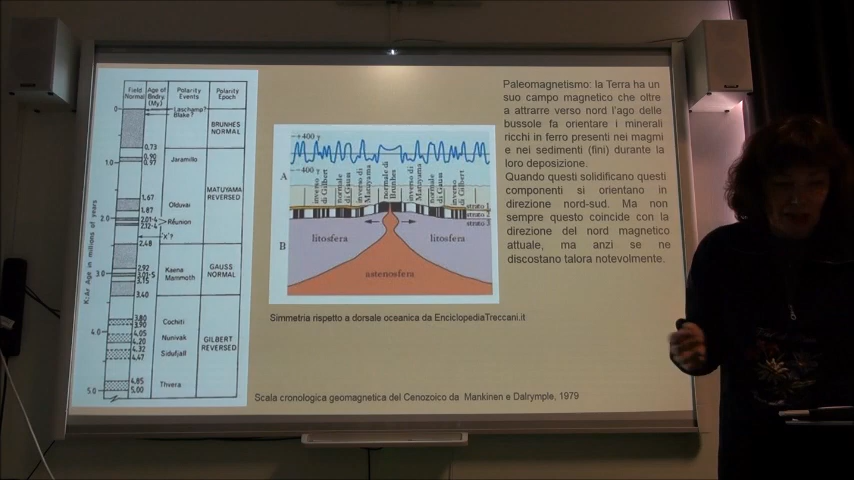 Field Normal
Age of Bndry. (My)
Polarity Events
Polarity Epoch
0
Laschamp?
Blake?
BRUNHES NORMAL
0.73
0.90
0.97
Jaramillo
1.0
MATUYAMA REVERSED
1.67
Olduvai
1.87
2.0
2.01-4
2.12-4
Réunion
'X'?
2.48
K:Ar Age in millions of years
2.92
3.0
3.01-5
3.15
Kaena
Mammoth
GAUSS NORMAL
3.40
3.80
3.90
Cochiti
4.0
4.05
4.20
Nunivak
GILBERT REVERSED
4.32
4.47
Sidufjall
4.85
5.00
Thvera
5.0
+400 γ
A
-400 γ
inverso di Gilbert
normale di Gauss
inverso di Matuyama
normale di Brunhes
inverso di Matuyama
normale di Gauss
inverso di Gilbert
strato 1
strato 2
strato 3
B
litosfera
litosfera
astenosfera
Simmetria rispetto a dorsale oceanica da EnciclopediaTreccani.it
Scala cronologica geomagnetica del Cenozoico da Mankinen e Dalrymple, 1979
Paleomagnetismo: la Terra ha un
suo campo magnetico che oltre
a attrarre verso nord l'ago delle
bussole fa orientare i minerali
ricchi in ferro presenti nei magmi
e nei sedimenti (fini) durante la
loro deposizione.
Quando questi solidificano questi
componenti si orientano in
direzione nord-sud. Ma non
sempre questo coincide con la
direzione del nord magnetico
attuale, ma anzi se ne
discostano talora notevolmente.